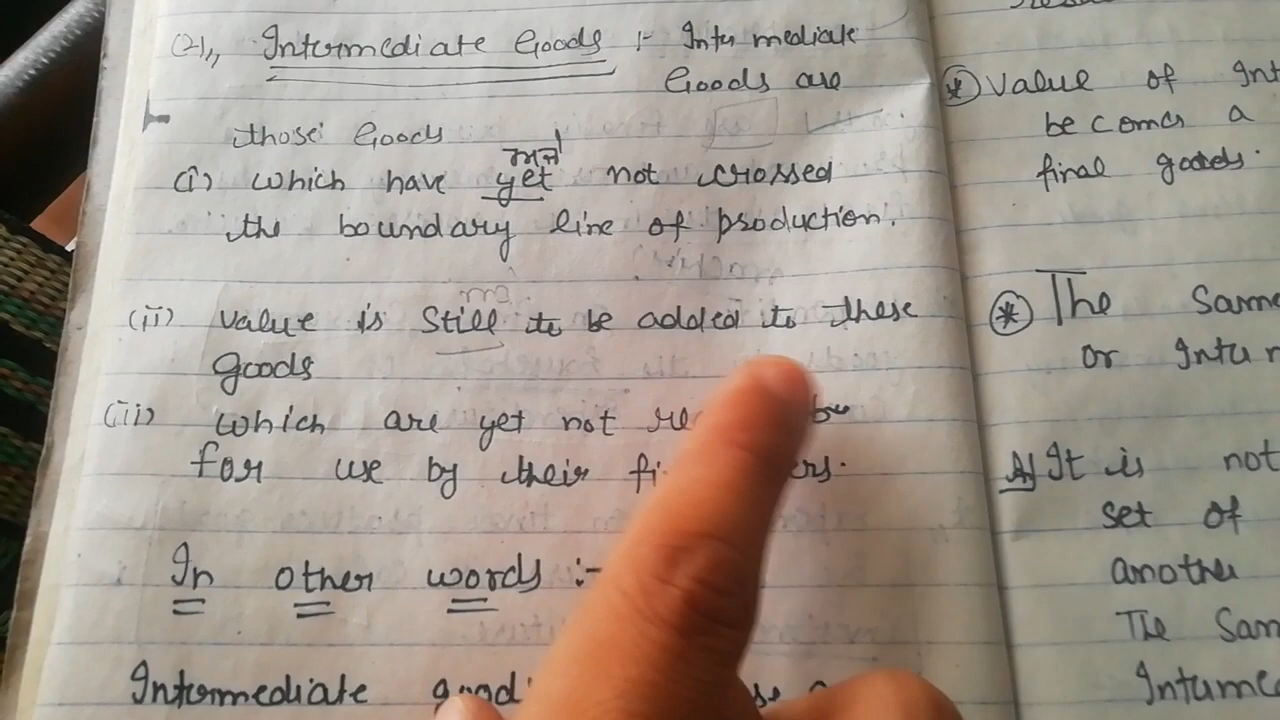 (2),, Intermediate Goods :- Intermediate
Goods are
those Goods
(i) which have yet not crossed
the boundary line of production.
(ii) Value is Still to be added to these
goods
(iii) which are yet not
for use by their
In other words :-
Intermediate
* Value of
becomes a
final goods.
* The Same
or
A) It is not
set of
another
The